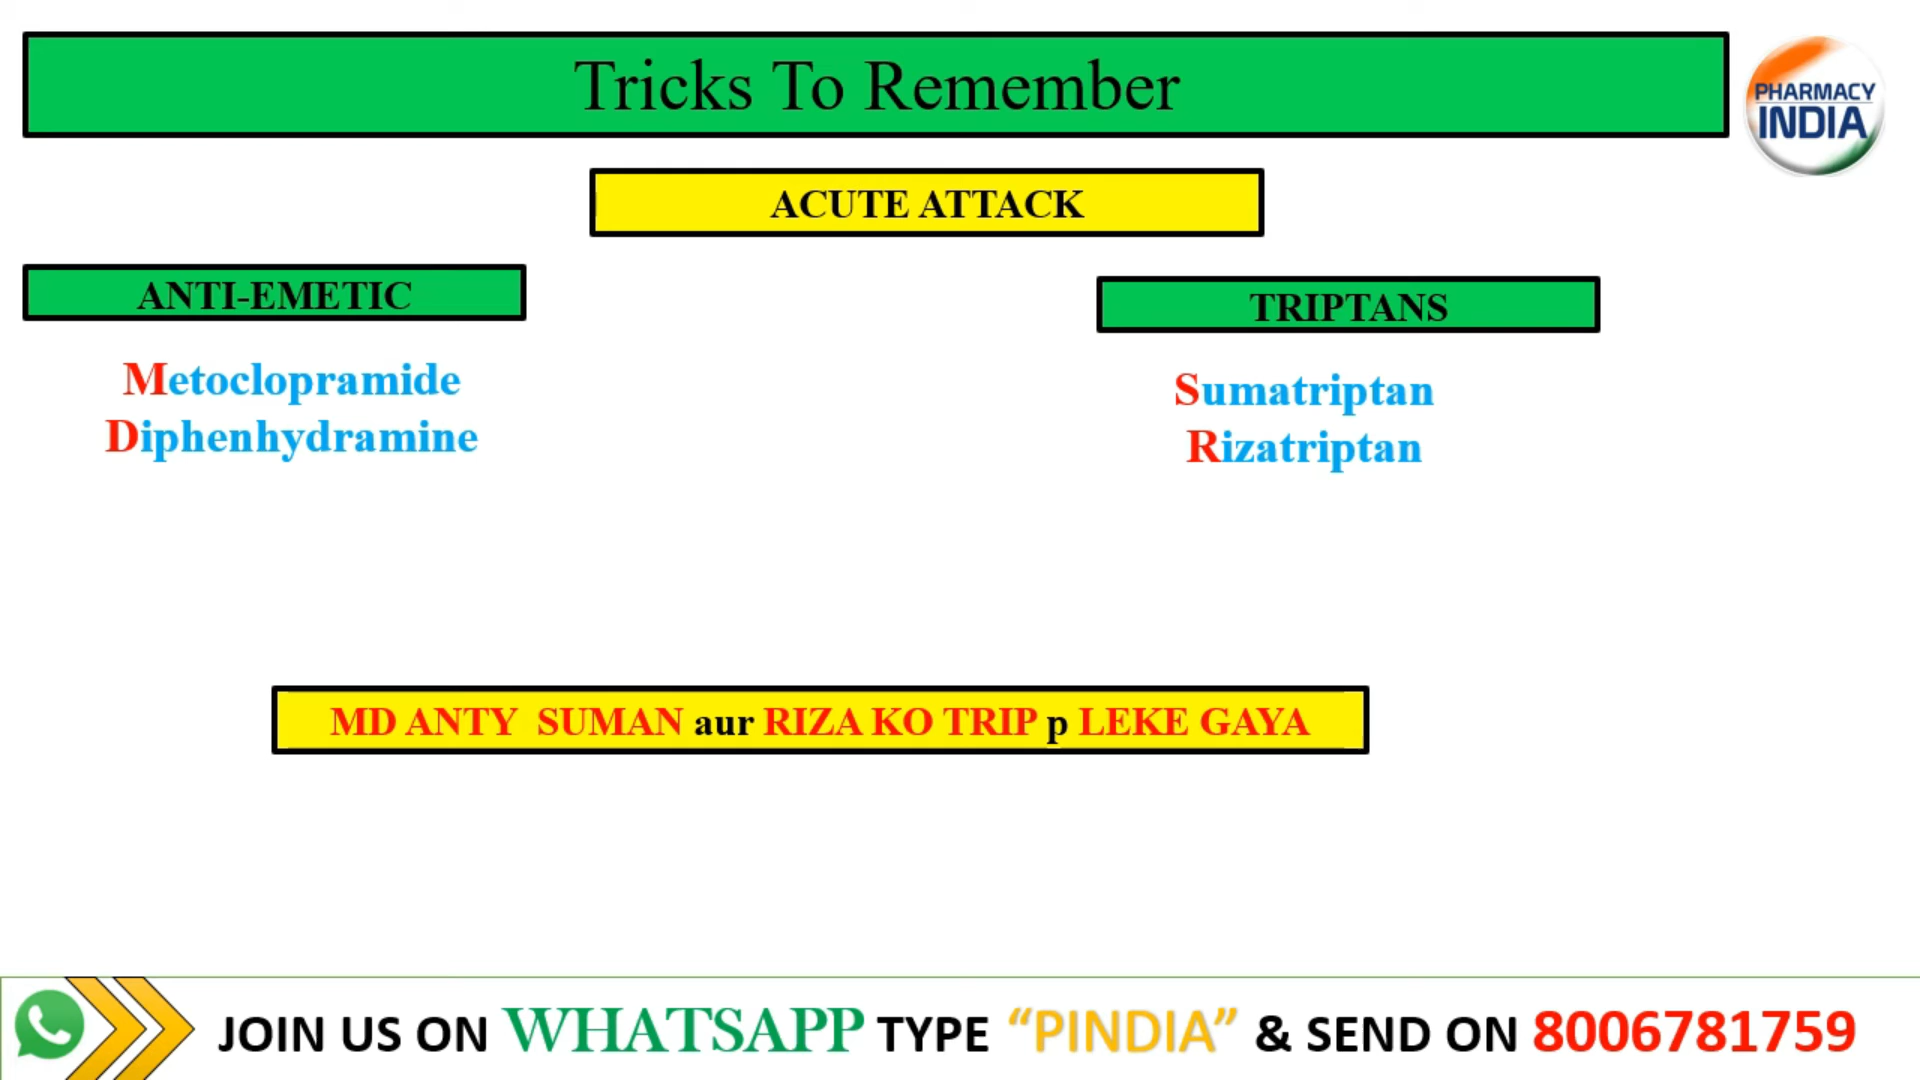 Tricks To Remember
PHARMACY
INDIA
ACUTE ATTACK
ANTI-EMETIC
TRIPTANS
Metoclopramide
Diphenhydramine
Sumatriptan
Rizatriptan
MD ANTY SUMAN aur RIZA KO TRIP p LEKE GAYA
JOIN US ON WHATSAPP TYPE “PINDIA” & SEND ON 8006781759